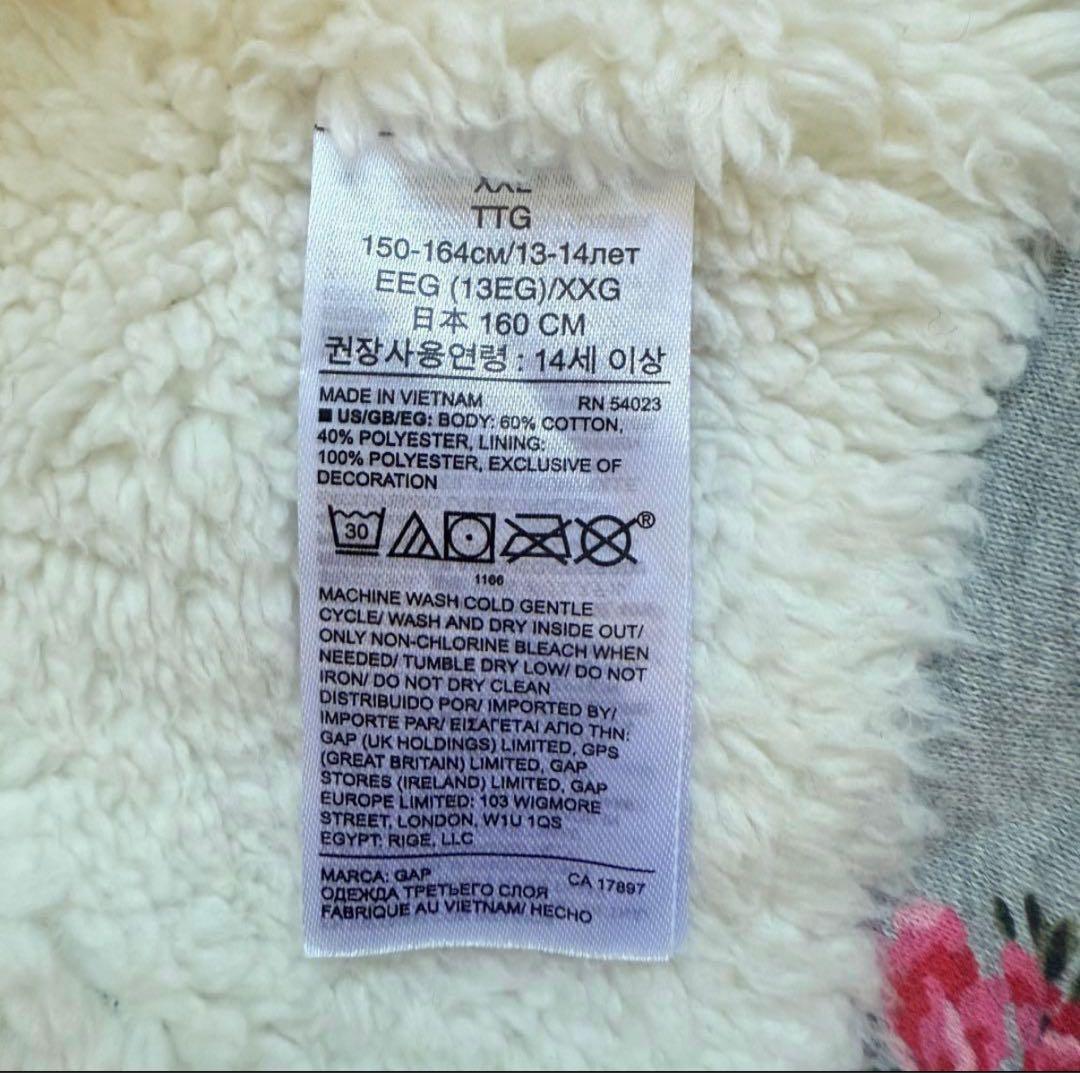 XXL
TTG
150-164см/13-14лет
EEG (13EG)/XXG
日本 160 CM
권장사용연령 : 14세 이상
MADE IN VIETNAM RN 54023
US/GB/EG: BODY: 60% COTTON,
40% POLYESTER, LINING:
100% POLYESTER, EXCLUSIVE OF
DECORATION
30 ®
1166
MACHINE WASH COLD GENTLE
CYCLE/ WASH AND DRY INSIDE OUT/
ONLY NON-CHLORINE BLEACH WHEN
NEEDED/ TUMBLE DRY LOW/ DO NOT
IRON/ DO NOT DRY CLEAN
DISTRIBUIDO POR/ IMPORTED BY/
IMPORTE PAR/ ΕΙΣΑΓΕΤΑΙ ΑΠΟ ΤΗΝ:
GAP (UK HOLDINGS) LIMITED, GPS
(GREAT BRITAIN) LIMITED, GAP
STORES (IRELAND) LIMITED, GAP
EUROPE LIMITED: 103 WIGMORE
STREET, LONDON, W1U 1QS
EGYPT: RIGE, LLC
MARCA: GAP CA 17897
ОДЕЖДА ТРЕТЬЕГО СЛОЯ
FABRIQUE AU VIETNAM/ HECHO